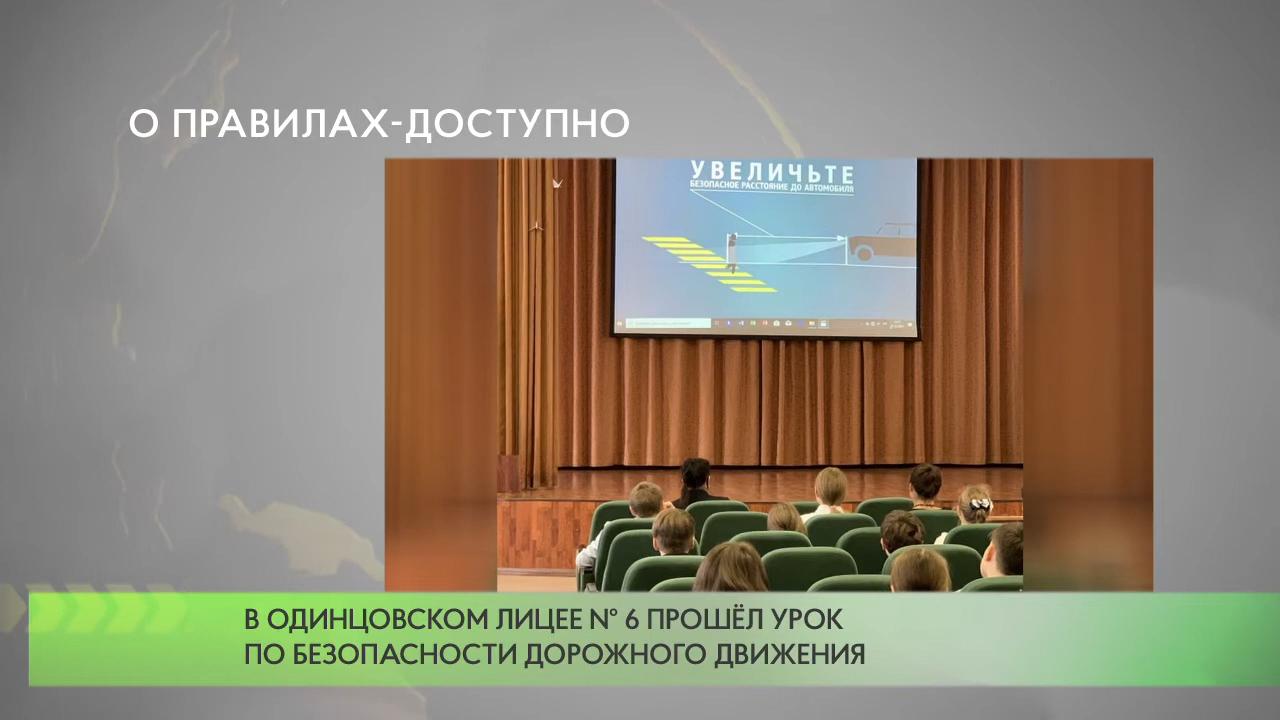 О ПРАВИЛАХ-ДОСТУПНО
УВЕЛИЧЬТЕ
БЕЗОПАСНОЕ РАССТОЯНИЕ ДО АВТОМОБИЛЯ
В ОДИНЦОВСКОМ ЛИЦЕЕ № 6 ПРОШЁЛ УРОК
ПО БЕЗОПАСНОСТИ ДОРОЖНОГО ДВИЖЕНИЯ